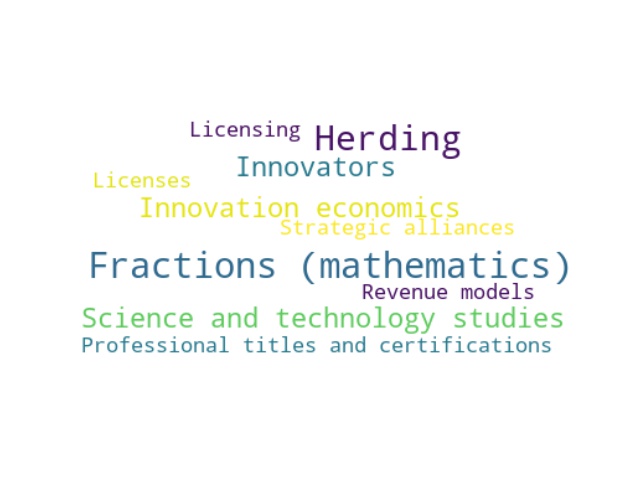 Licensing
Herding
Innovators
Licenses
Innovation economics
Strategic alliances
Fractions (mathematics)
Revenue models
Science and technology studies
Professional titles and certifications